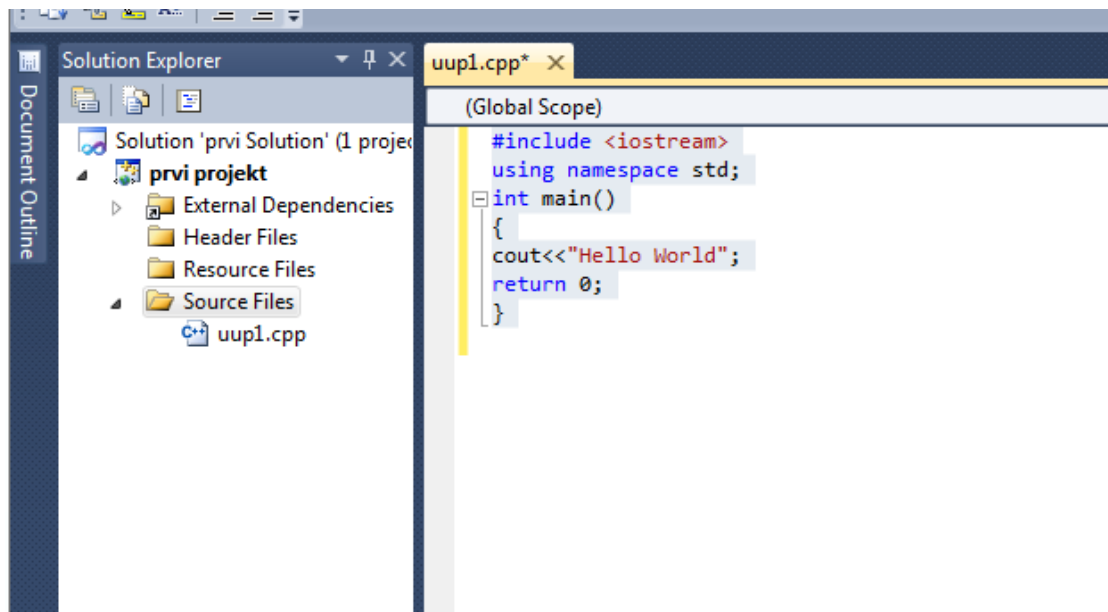 Document Outline
Solution Explorer
Solution 'prvi Solution' (1 projec
prvi projekt
External Dependencies
Header Files
Resource Files
Source Files
uup1.cpp
uup1.cpp*
(Global Scope)
#include <iostream>
using namespace std;
int main()
{
cout<<"Hello World";
return 0;
}